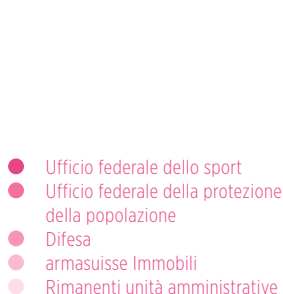 Ufficio federale dello sport
Ufficio federale della protezione
della popolazione
Difesa
armasuisse Immobili
Rimanenti unità amministrative